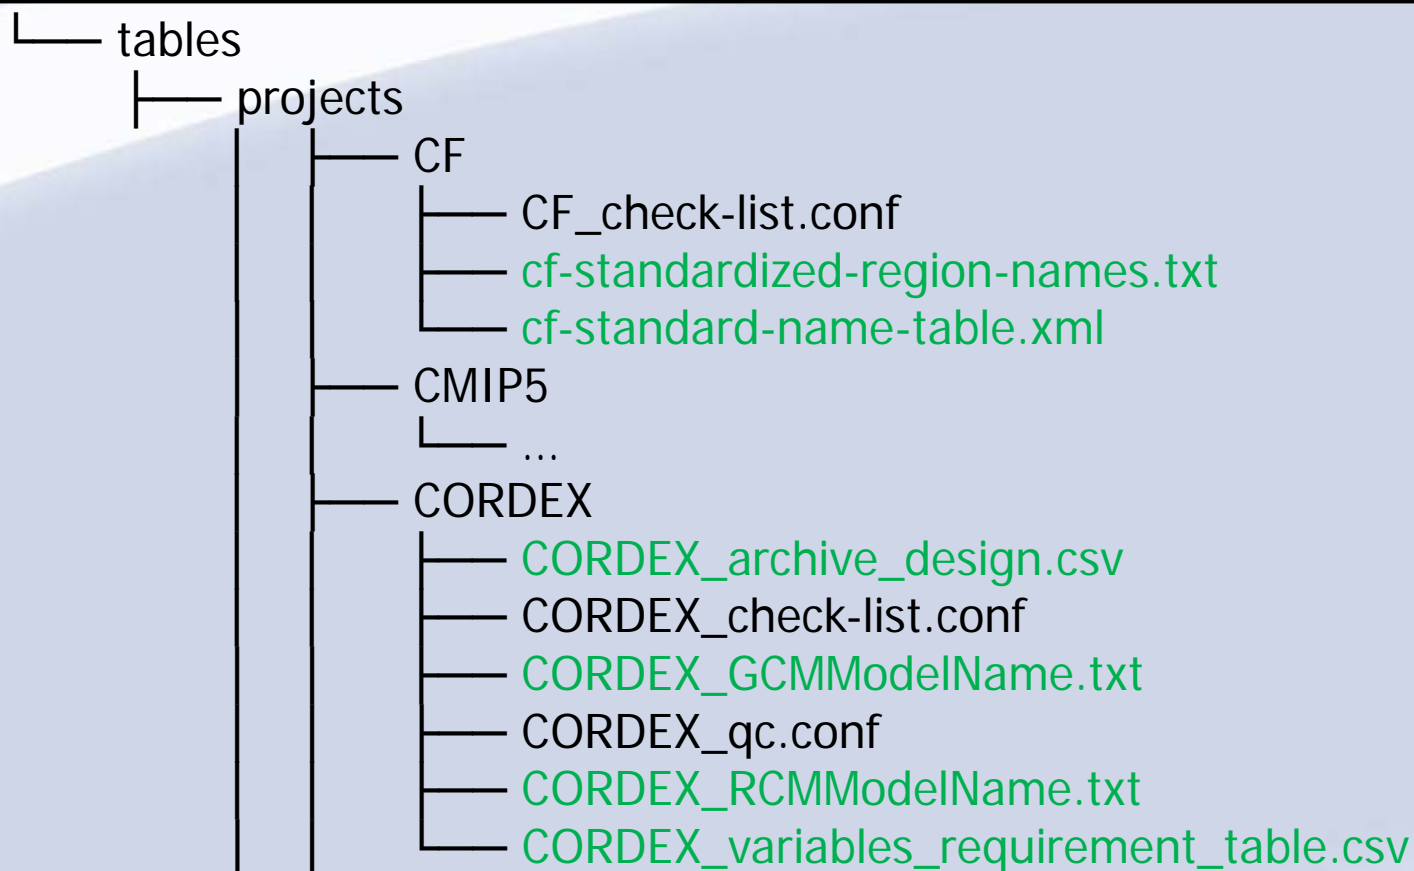 tables
projects
CF
CF_check-list.conf
cf-standardized-region-names.txt
cf-standard-name-table.xml
CMIP5
...
CORDEX
CORDEX_archive_design.csv
CORDEX_check-list.conf
CORDEX_GCMModelName.txt
CORDEX_qc.conf
CORDEX_RCMModelName.txt
CORDEX_variables_requirement_table.csv